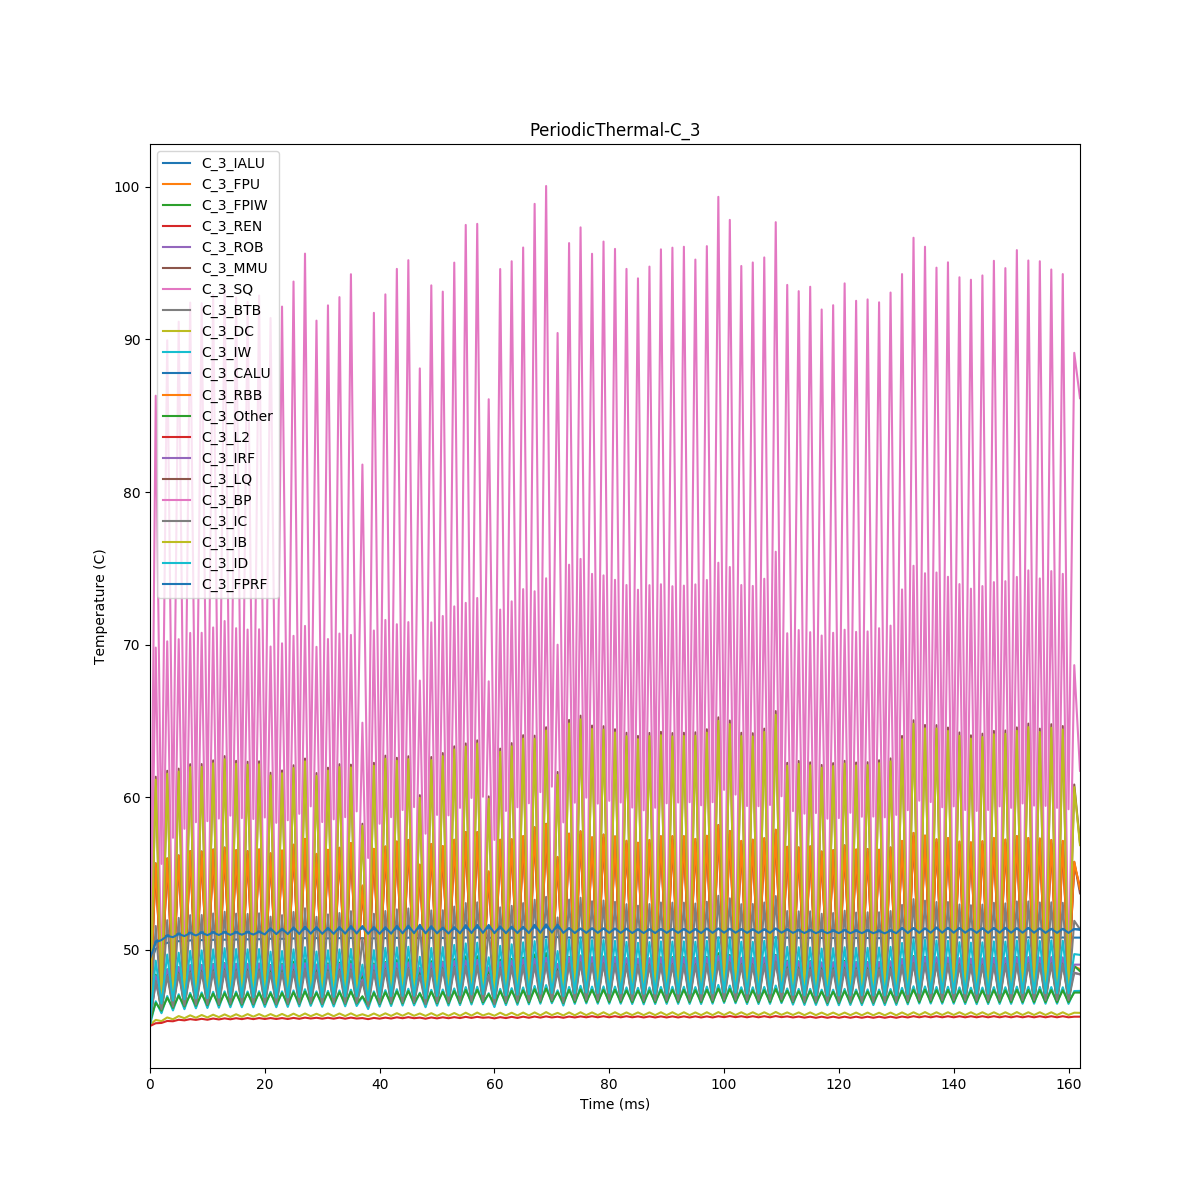 PeriodicThermal-C_3
C_3_IALU
C_3_FPU
C_3_FPIW
C_3_REN
C_3_ROB
C_3_MMU
C_3_SQ
C_3_BTB
C_3_DC
C_3_IW
C_3_CALU
C_3_RBB
C_3_Other
C_3_L2
C_3_IRF
C_3_LQ
C_3_BP
C_3_IC
C_3_IB
C_3_ID
C_3_FPRF
100
90
80
70
60
50
Temperature (C)
0 20 40 60 80 100 120 140 160
Time (ms)